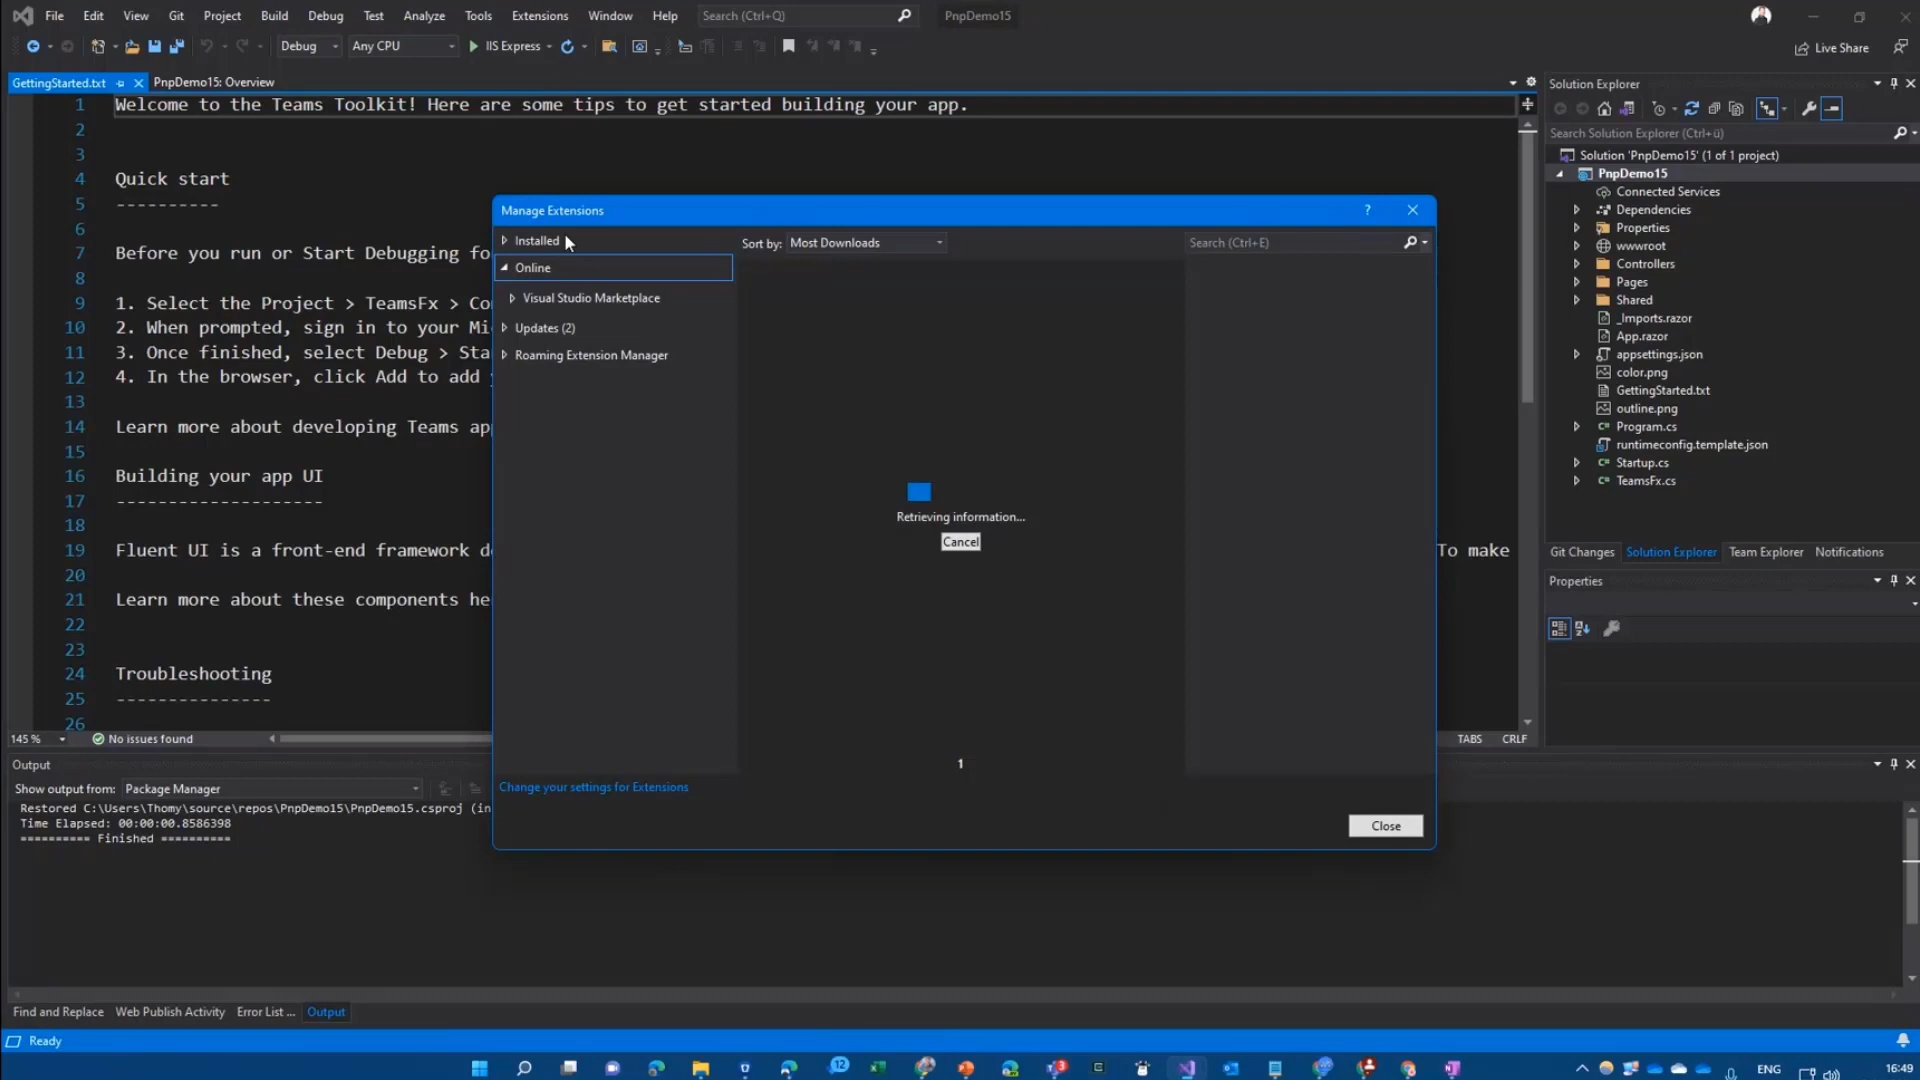 File Edit View Git Project Build Debug Test Analyze Tools Extensions Window Help Search (Ctrl+Q) PnpDemo15
Debug Any CPU IIS Express Live Share
GettingStarted.txt PnpDemo15: Overview
1 Welcome to the Teams Toolkit! Here are some tips to get started building your app.
2
3
4 Quick start
5 ----------
6
7 Before you run or Start Debugging fo
8
9 1. Select the Project > TeamsFx > Co
10 2. When prompted, sign in to your Mi
11 3. Once finished, select Debug > Sta
12 4. In the browser, click Add to add
13
14 Learn more about developing Teams ap
15
16 Building your app UI
17 --------------------
18
19 Fluent UI is a front-end framework d To make
20
21 Learn more about these components he
22
23
24 Troubleshooting
25 ---------------
26
145 % No issues found TABS CRLF
Manage Extensions ?
Installed
Online
Visual Studio Marketplace
Updates (2)
Roaming Extension Manager
Sort by: Most Downloads
Search (Ctrl+E)
Retrieving information...
Cancel
1
Change your settings for Extensions
Close
Solution Explorer
Search Solution Explorer (Ctrl+ü)
Solution 'PnpDemo15' (1 of 1 project)
PnpDemo15
Connected Services
Dependencies
Properties
wwwroot
Controllers
Pages
Shared
_Imports.razor
App.razor
appsettings.json
color.png
GettingStarted.txt
outline.png
C# Program.cs
runtimeconfig.template.json
C# Startup.cs
C# TeamsFx.cs
Git Changes Solution Explorer Team Explorer Notifications
Properties
Output
Show output from: Package Manager
Restored C:\Users\Thomy\source\repos\PnpDemo15\PnpDemo15.csproj (in
Time Elapsed: 00:00:00.8586398
========== Finished ==========
Find and Replace Web Publish Activity Error List ... Output
Ready
12 3 ENG 16:49